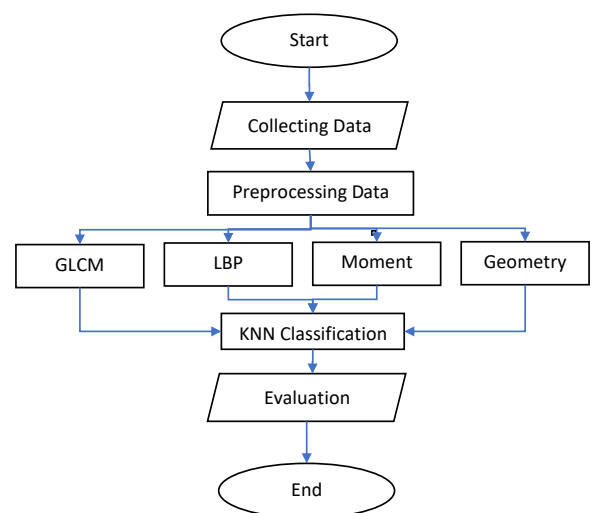 Start
Collecting Data
Preprocessing Data
GLCM
LBP
Moment
Geometry
KNN Classification
Evaluation
End